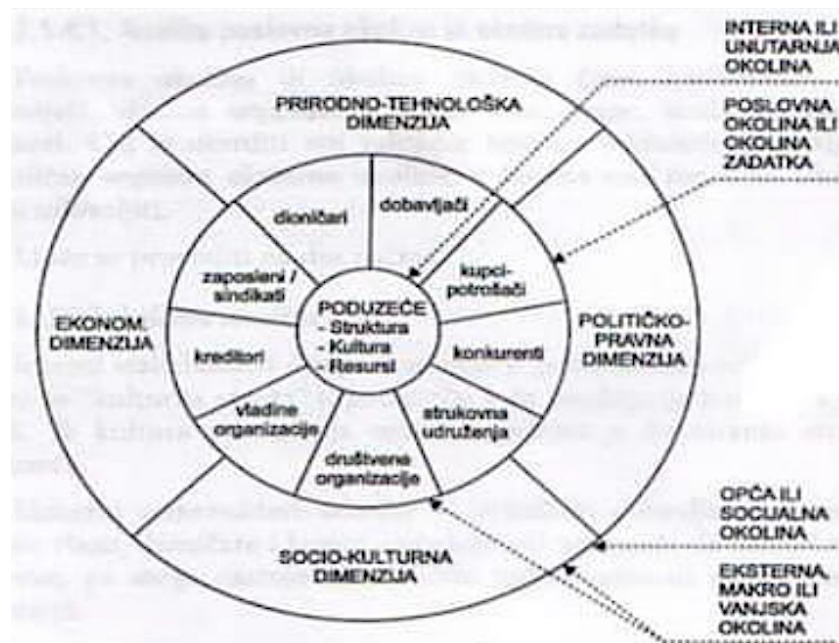 INTERNA ILI
UNUTARNJA
OKOLINA
PRIRODNO-TEHNOLOŠKA
DIMENZIJA
POSLOVNA
OKOLINA ILI
OKOLINA
ZADATKA
dioničari
dobavljači
zaposleni /
sindikati
kupci-
potrošači
EKONOM.
DIMENZIJA
PODUZEĆE
- Struktura
- Kultura
- Resursi
POLITIČKO-
PRAVNA
DIMENZIJA
kreditori
konkurenti
vladine
organizacije
strukovna
udruženja
društvene
organizacije
SOCIO-KULTURNA
DIMENZIJA
OPĆA ILI
SOCIJALNA
OKOLINA
EKSTERNA,
MAKRO ILI
VANJSKA
OKOLINA